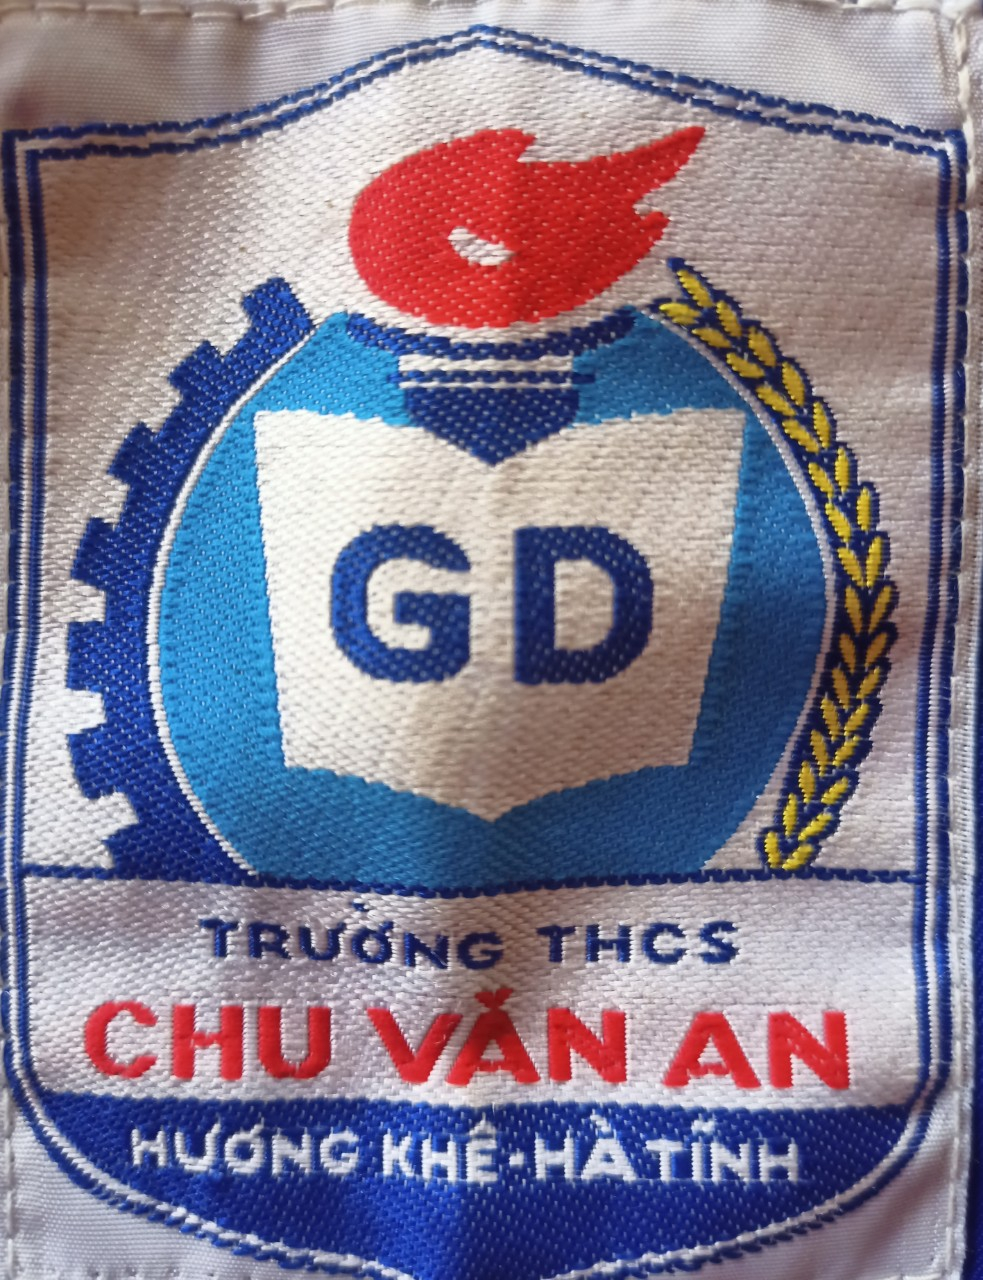 GD
TRƯỜNG THCS
CHU VĂN AN
HƯƠNG KHÊ-HÀ TĨNH